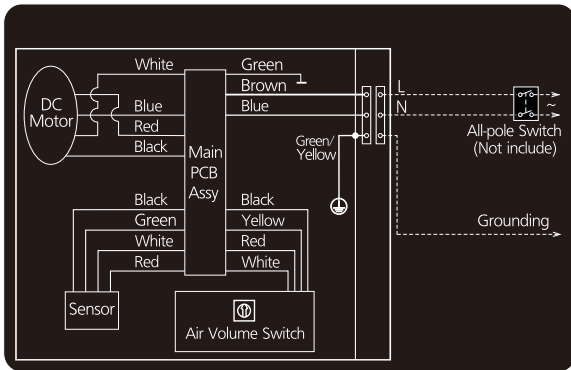 White
Green
Brown
L
DC
Motor
Blue
Blue
N
~
Red
All-pole Switch
(Not include)
Black
Main
PCB
Assy
Green/
Yellow
Black
Black
Green
Yellow
Grounding
White
Red
Red
White
Sensor
Air Volume Switch